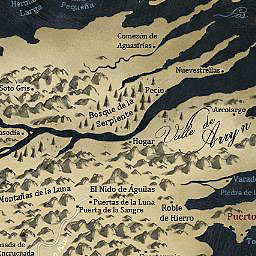 Larga
Pequeña
Comezón de
Aguasfrías
Nuevestrellas
Soto Gris
Pecio
Bosque de la
Serpiente
Arcolargo
Valle de
Arryn
Hogar
Montañas de la Luna
El Nido de Águilas
Puertas de la Luna
Puerta de la Sangre
Roble
de Hierro
Piedra de
Puerto